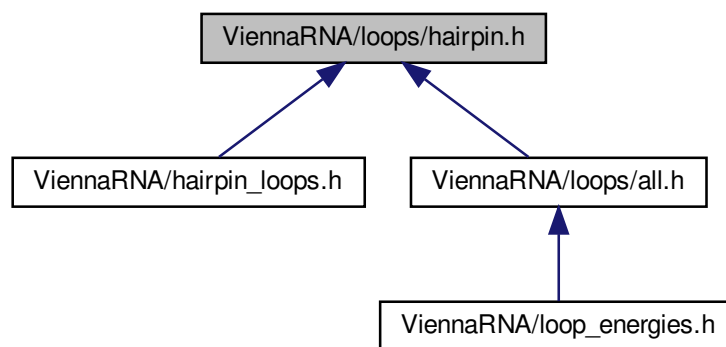 ViennaRNA/loops/hairpin.h
ViennaRNA/hairpin_loops.h
ViennaRNA/loops/all.h
ViennaRNA/loop_energies.h